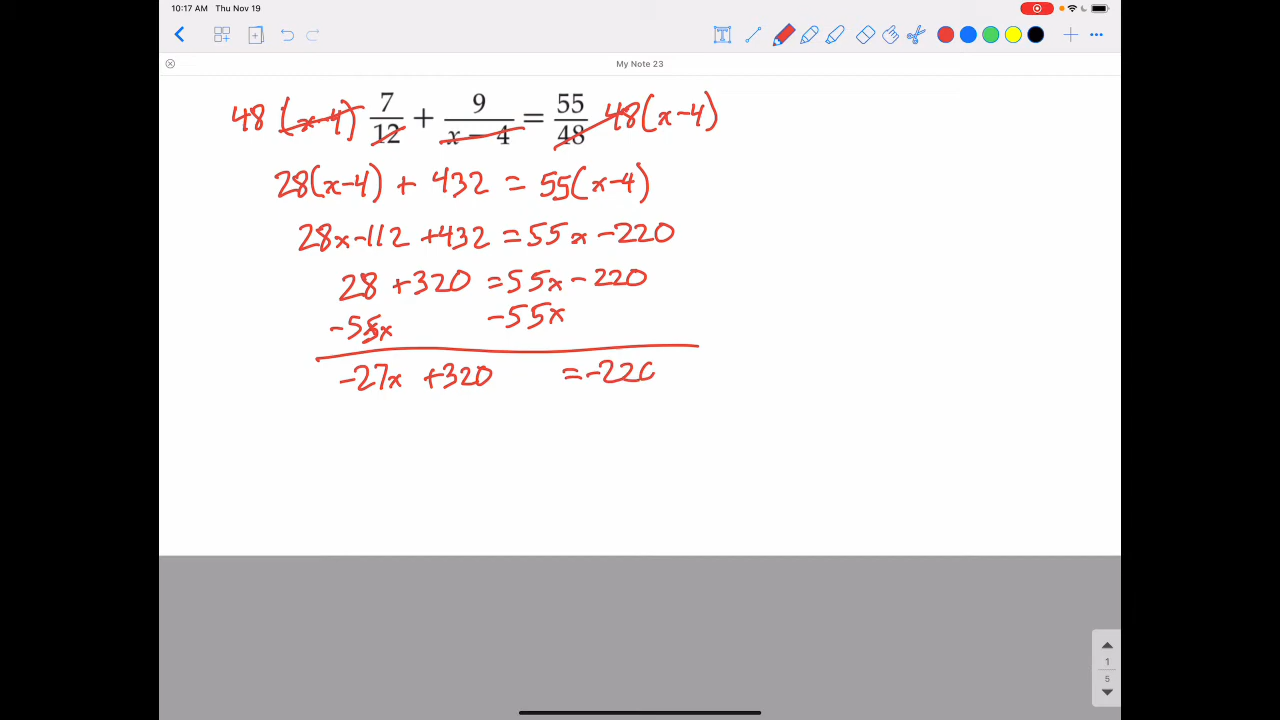 10:17 AM Thu Nov 19
My Note 23
48 (x-4) 7/12 + 9/(x − 4) = 55/48 48(x-4)
28(x-4) + 432 = 55(x-4)
28x-112 +432 = 55x -220
28 +320 = 55x - 220
-55x -55x
-27x +320 = -220
1
5